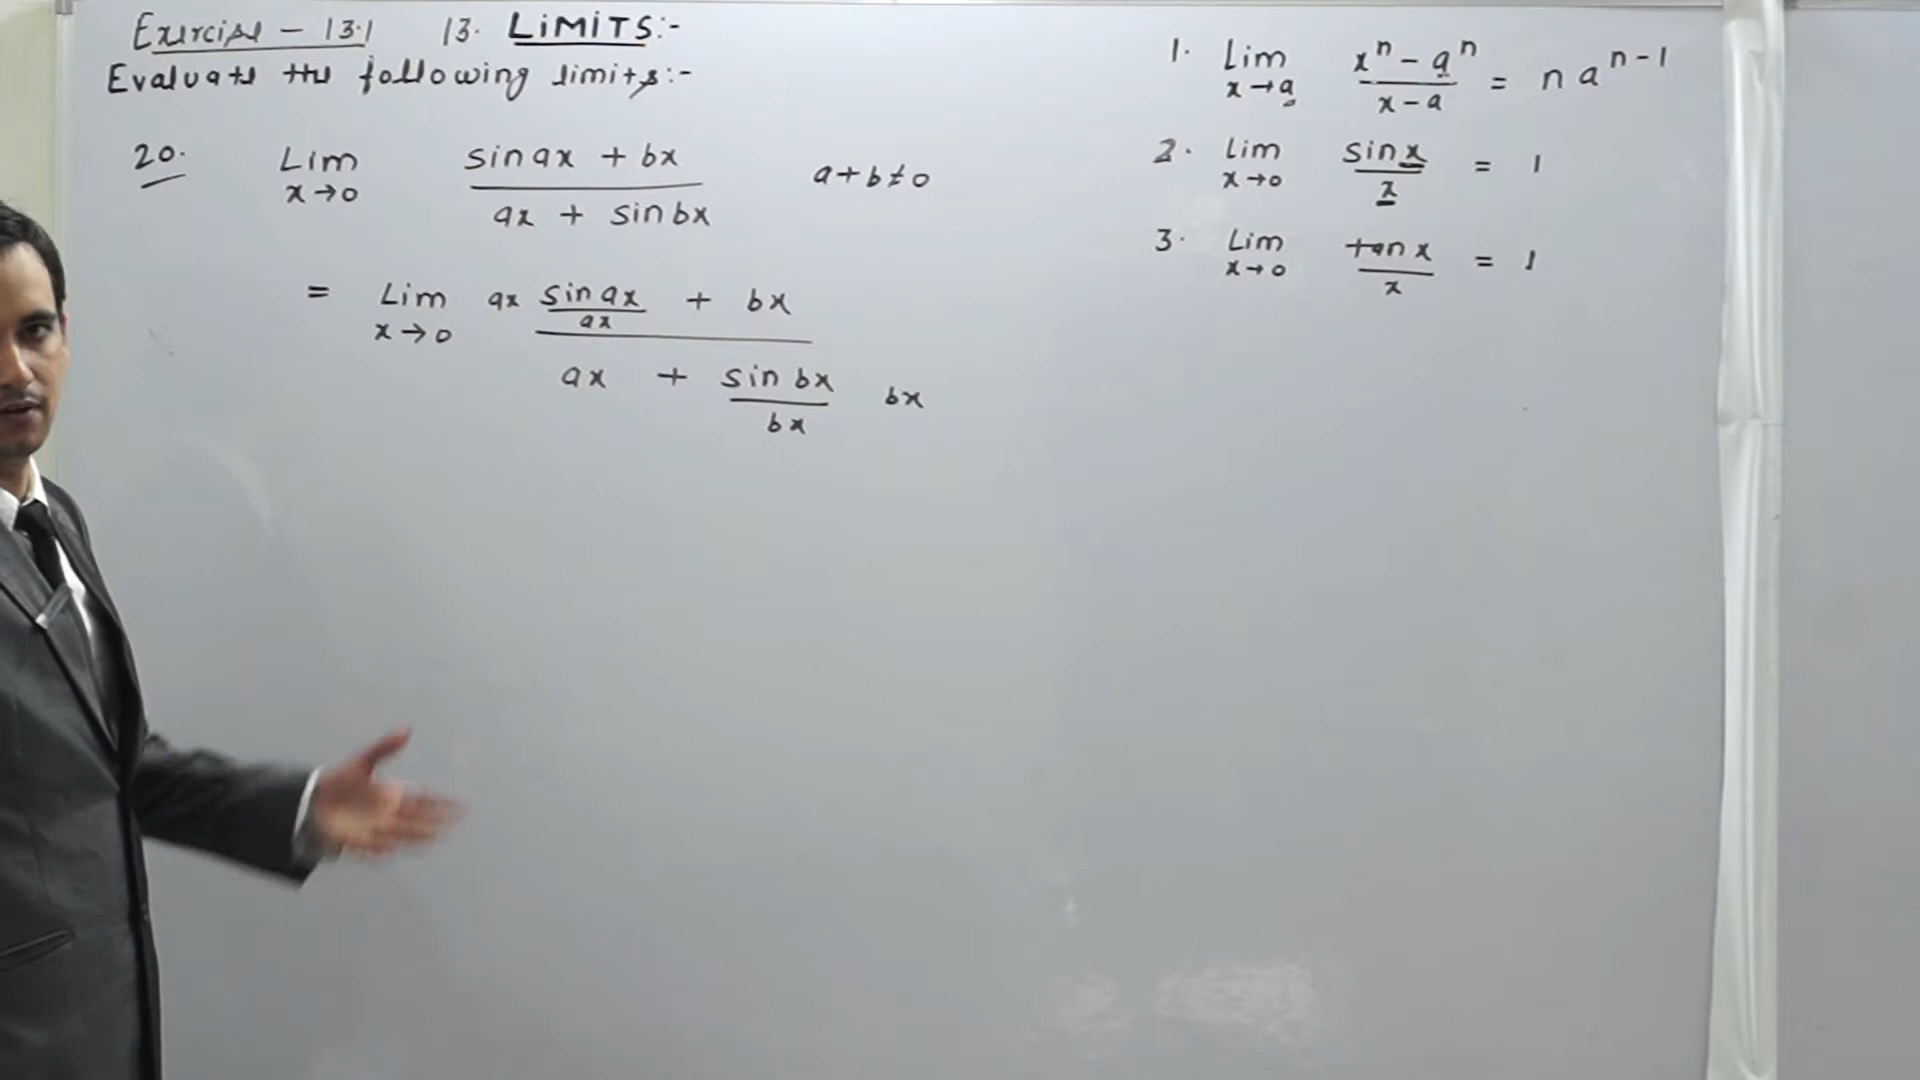 Exercise - 13.1 13. LiMiTS:-
Evaluate the following limits:-
20. Lim x→0 (sin ax + bx)/(ax + sin bx) a+b≠0
= Lim x→0 (ax (sin ax)/(ax) + bx)/(ax + (sin bx)/(bx) bx)
1. Lim x→a (xⁿ - aⁿ)/(x-a) = n aⁿ⁻¹
2. Lim x→0 (sin x)/x = 1
3. Lim x→0 (tan x)/x = 1